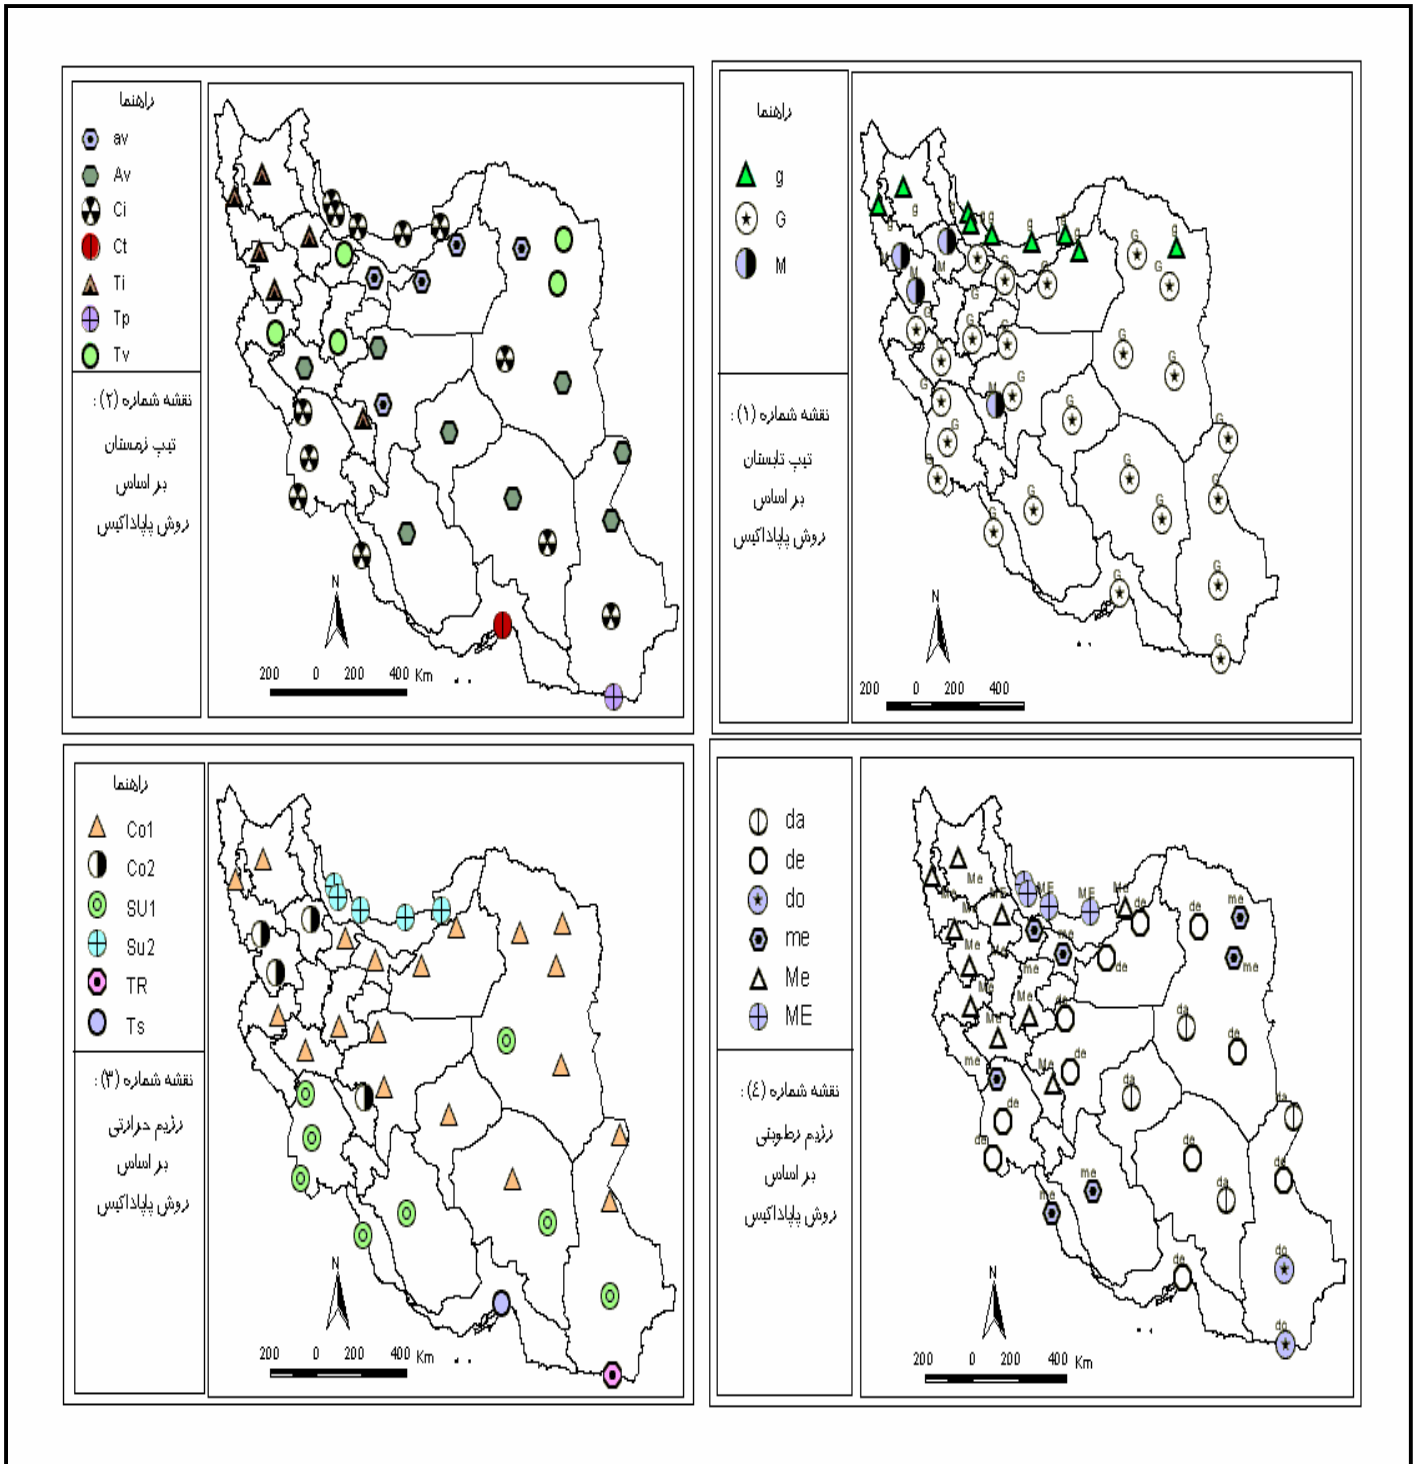 راهنما
g
G
M
نقشه شماره (۱) :
تیپ تابستان
بر اساس
روش پاپاداکیس
N
200 0 200 400
راهنما
av
Av
Ci
Ct
Ti
Tp
Tv
نقشه شماره (۲) :
تیپ زمستان
بر اساس
روش پاپاداکیس
N
200 0 200 400 Km
راهنما
Co1
Co2
SU1
Su2
TR
Ts
نقشه شماره (۳) :
رژیم حرارتی
بر اساس
روش پاپاداکیس
N
200 0 200 400 Km
da
de
do
me
Me
ME
نقشه شماره (٤) :
رژیم رطوبتی
بر اساس
روش پاپاداکیس
N
200 0 200 400 Km